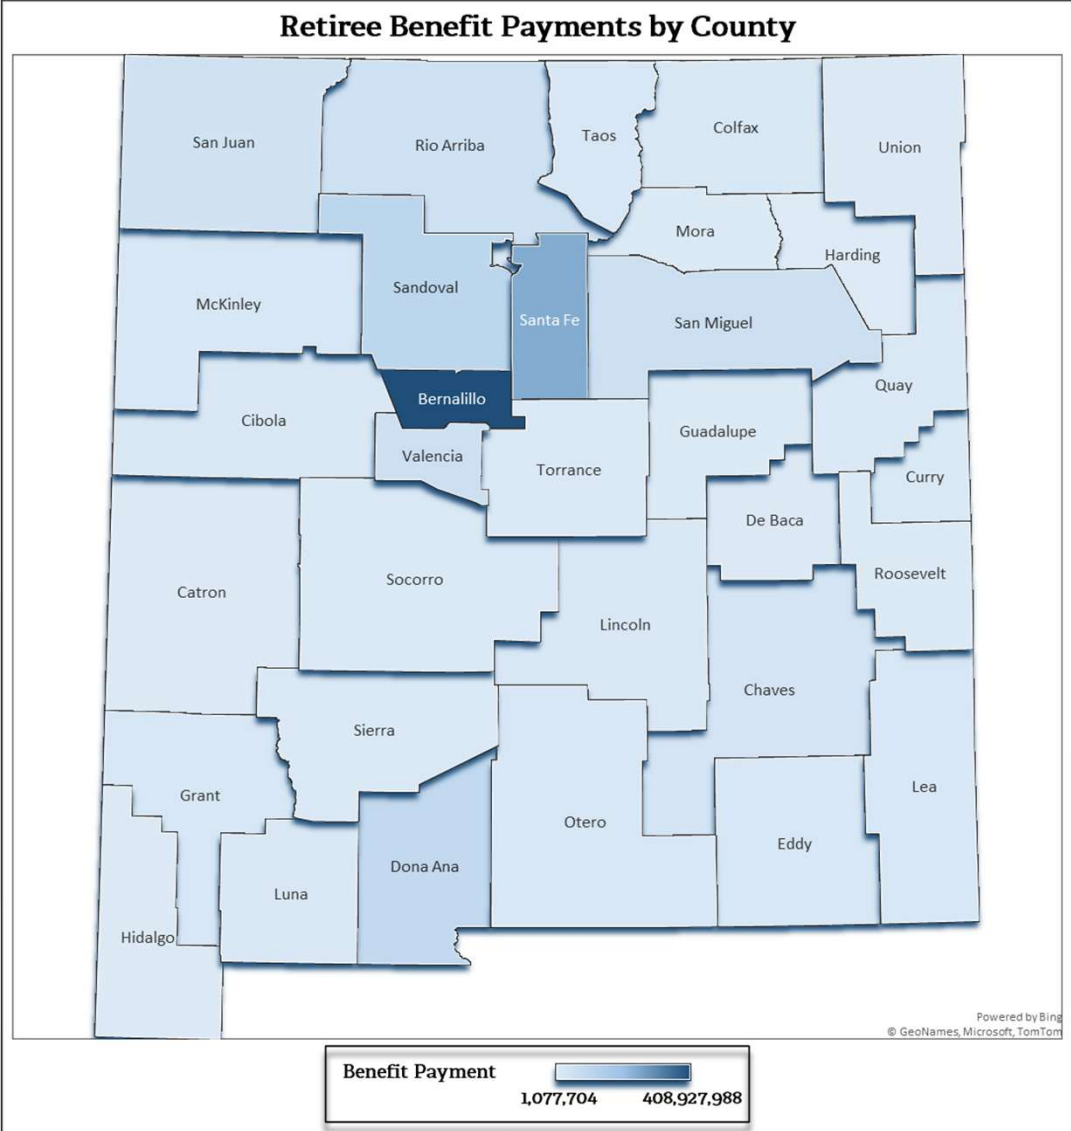 Retiree Benefit Payments by County
San Juan
Rio Arriba
Taos
Colfax
Union
Mora
Harding
McKinley
Sandoval
Santa Fe
San Miguel
Quay
Bernalillo
Cibola
Guadalupe
Valencia
Torrance
Curry
De Baca
Catron
Socorro
Roosevelt
Lincoln
Chaves
Sierra
Grant
Lea
Otero
Eddy
Dona Ana
Luna
Hidalgo
Powered by Bing
© GeoNames, Microsoft, TomTom
Benefit Payment
1,077,704 408,927,988